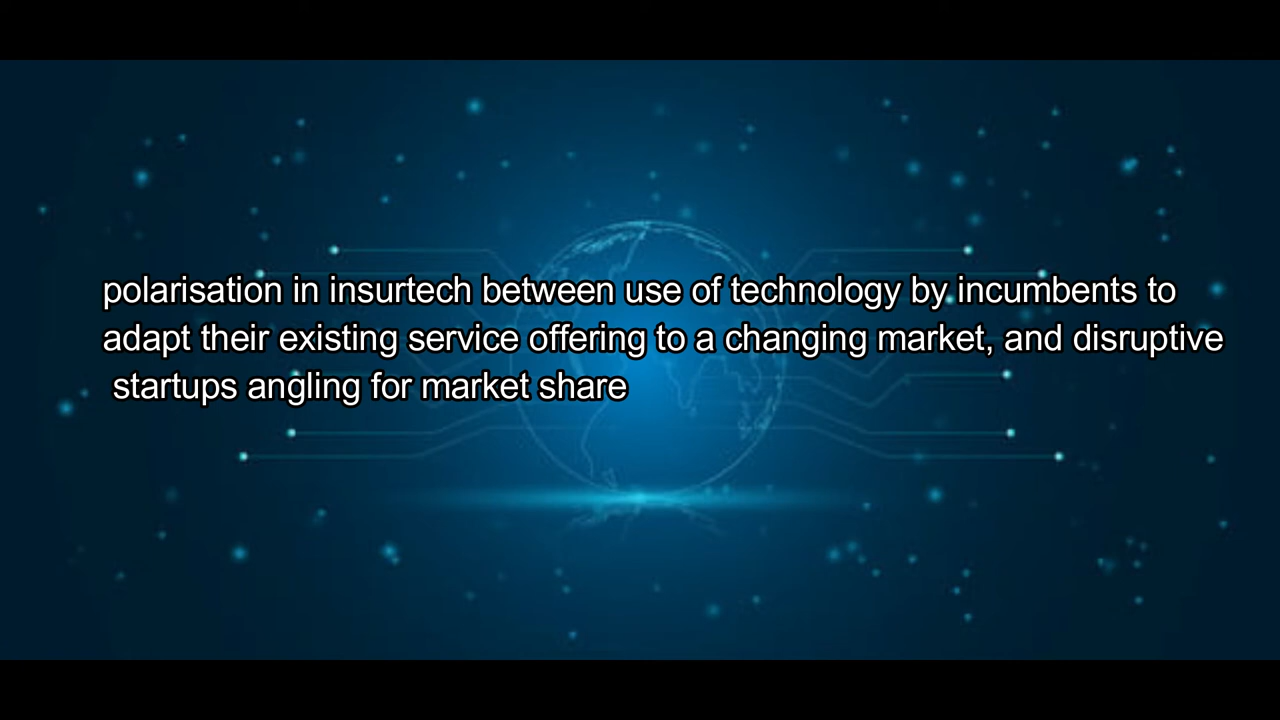 polarisation in insurtech between use of technology by incumbents to
adapt their existing service offering to a changing market, and disruptive
startups angling for market share